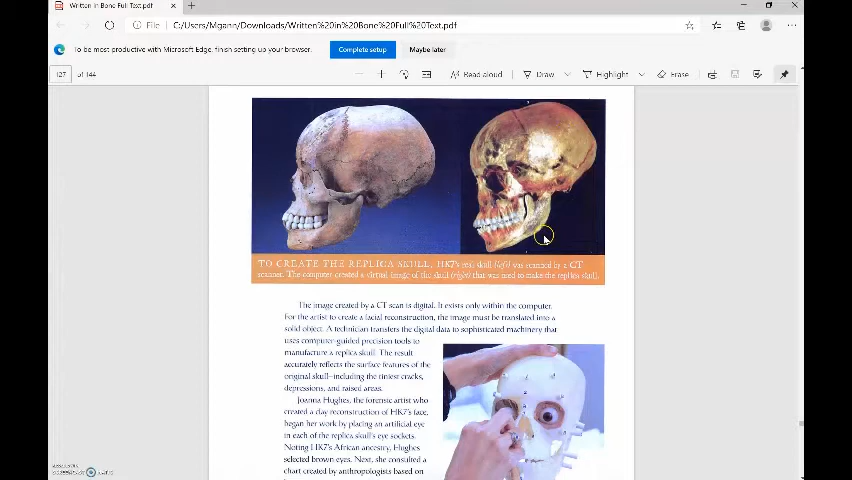 Written in Bone Full Text.pdf
File C:/Users/Mgann/Downloads/Written%20in%20Bone%20Full%20Text.pdf
To be most productive with Microsoft Edge, finish setting up your browser. Complete setup Maybe later
127 of 144 Read aloud Draw Highlight Erase
TO CREATE THE REPLICA SKULL, HK7's real skull (left) was scanned by a CT
scanner. The computer created a virtual image of the skull (right) that was used to make the replica skull.
The image created by a CT scan is digital. It exists only within the computer.
For the artist to create a facial reconstruction, the image must be translated into a
solid object. A technician transfers the digital data to sophisticated machinery that
uses computer-guided precision tools to
manufacture a replica skull. The result
accurately reflects the surface features of the
original skull—including the tiniest cracks,
depressions, and raised areas.
Joanna Hughes, the forensic artist who
created a clay reconstruction of HK7's face,
began her work by placing an artificial eye
in each of the replica skull's eye sockets.
Noting HK7's African ancestry, Hughes
selected brown eyes. Next, she consulted a
chart created by anthropologists based on